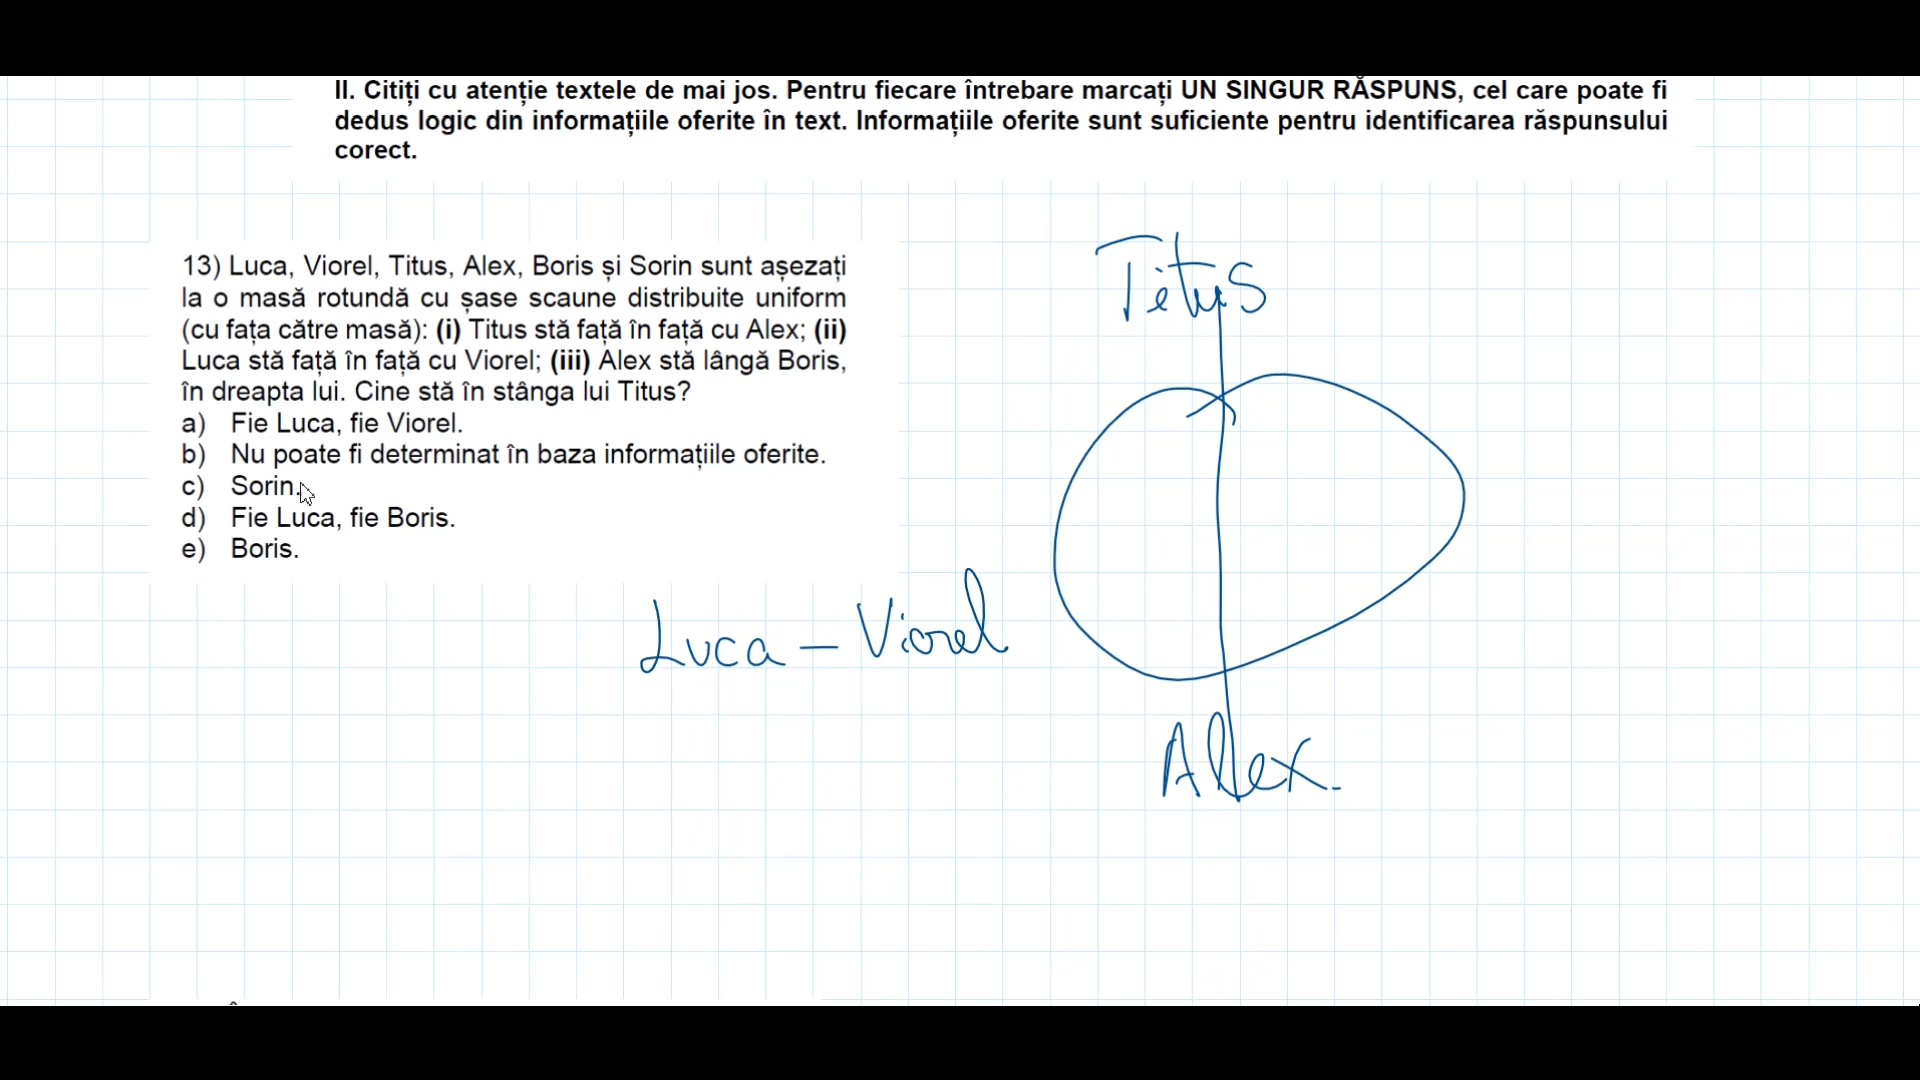 II. Citiți cu atenție textele de mai jos. Pentru fiecare întrebare marcați UN SINGUR RĂSPUNS, cel care poate fi
dedus logic din informațiile oferite în text. Informațiile oferite sunt suficiente pentru identificarea răspunsului
corect.
13) Luca, Viorel, Titus, Alex, Boris și Sorin sunt așezați
la o masă rotundă cu șase scaune distribuite uniform
(cu fața către masă): (i) Titus stă față în față cu Alex; (ii)
Luca stă față în față cu Viorel; (iii) Alex stă lângă Boris,
în dreapta lui. Cine stă în stânga lui Titus?
a) Fie Luca, fie Viorel.
b) Nu poate fi determinat în baza informațiile oferite.
c) Sorin.
d) Fie Luca, fie Boris.
e) Boris.
Titus
Luca – Viorel
Alex.